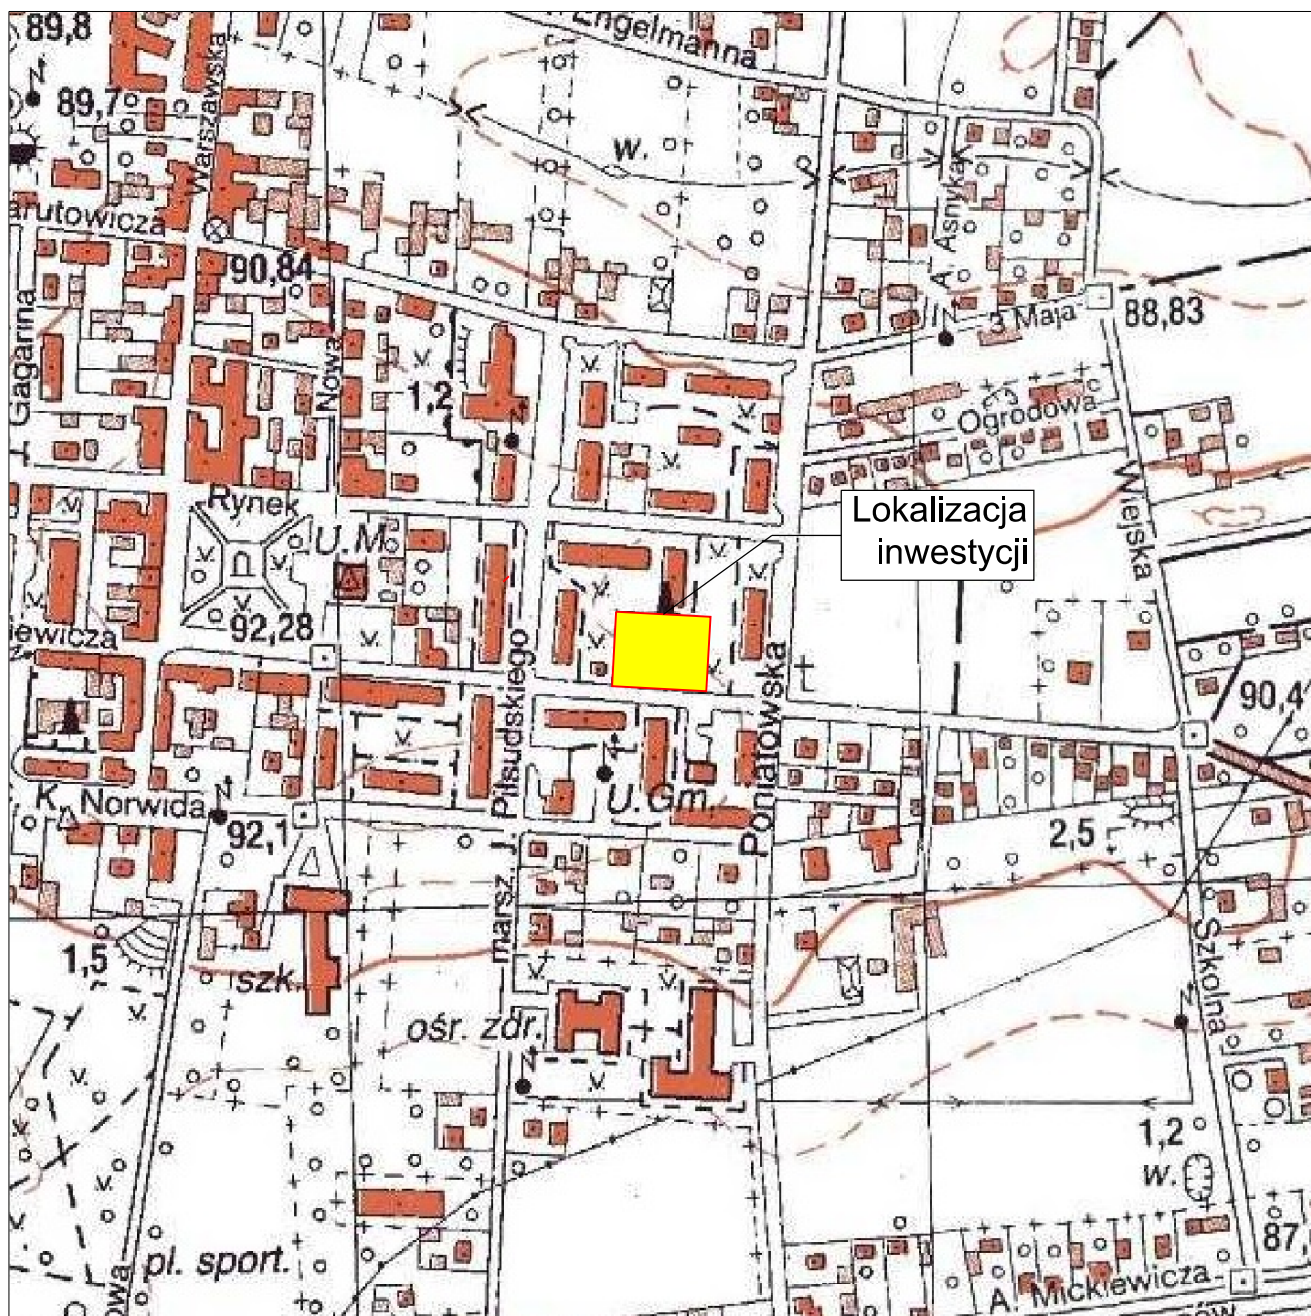 89,8
Engelmanna
Warszawska
89,7
w.
A. Asnyka
arutowicza
90,84
Gagarina
Nowa
3 Maja
88,83
1,2
Ogrodowa
Wiejska
Rynek
U.M.
Lokalizacja
inwestycji
92,28
iewicza
marsz. J. Piłsudskiego
Poniatowska
90,4
K.
Norwida
U.Gm.
92,1
2,5
1,5
szk.
ośr. zdr.
Szkolna
1,2
w.
pl. sport.
owa
87,
A. Mickiewicza